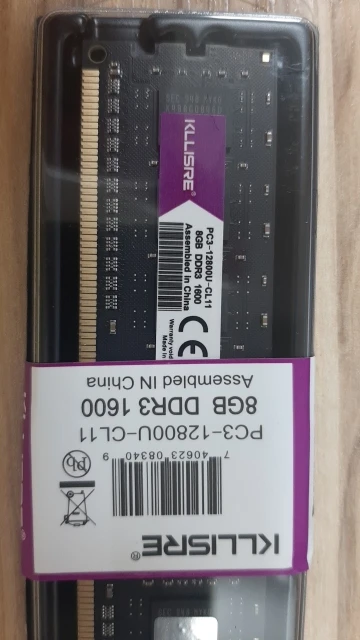 KLLISRE®
PC3-12800U-CL11
8GB DDR3 1600
Assembled in China
CE
Warranty void
Made in
KLLISRE®
7 40623 08340 9
Pb
PC3-12800U-CL11
8GB DDR3 1600
Assembled IN China